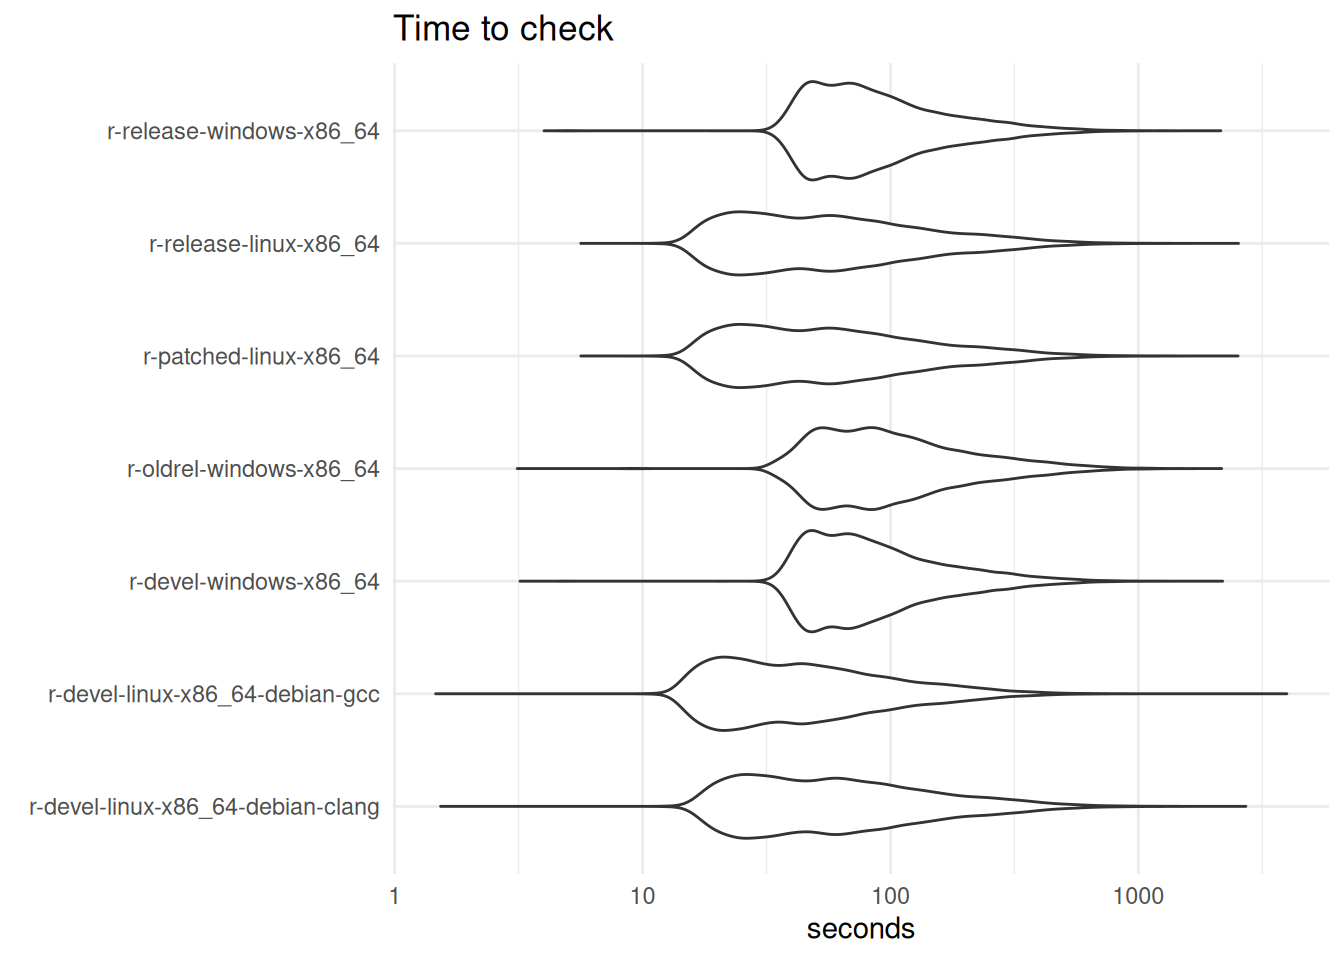 Time to check
r-release-windows-x86_64
r-release-linux-x86_64
r-patched-linux-x86_64
r-oldrel-windows-x86_64
r-devel-windows-x86_64
r-devel-linux-x86_64-debian-gcc
r-devel-linux-x86_64-debian-clang
1 10 100 1000
seconds